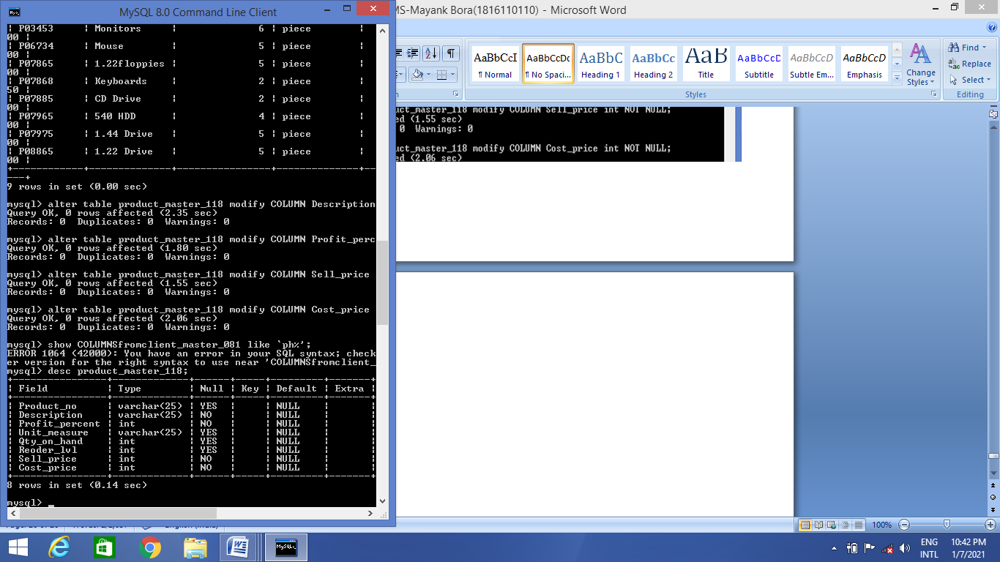 MySQL 8.0 Command Line Client
| P03453 | Monitors | 6 | piece |
00 |
| P06734 | Mouse | 5 | piece |
00 |
| P07865 | 1.22floppies | 5 | piece |
00 |
| P07868 | Keyboards | 2 | piece |
50 |
| P07885 | CD Drive | 2 | piece |
00 |
| P07965 | 540 HDD | 4 | piece |
00 |
| P07975 | 1.44 Drive | 5 | piece |
00 |
| P08865 | 1.22 Drive | 5 | piece |
00 |
9 rows in set (0.00 sec)
mysql> alter table product_master_118 modify COLUMN Description
Query OK, 0 rows affected (2.35 sec)
Records: 0 Duplicates: 0 Warnings: 0
mysql> alter table product_master_118 modify COLUMN Profit_perc
Query OK, 0 rows affected (1.80 sec)
Records: 0 Duplicates: 0 Warnings: 0
mysql> alter table product_master_118 modify COLUMN Sell_price
Query OK, 0 rows affected (1.55 sec)
Records: 0 Duplicates: 0 Warnings: 0
mysql> alter table product_master_118 modify COLUMN Cost_price
Query OK, 0 rows affected (2.06 sec)
Records: 0 Duplicates: 0 Warnings: 0
mysql> show COLUMNSfromclient_master_081 like `ph%';
ERROR 1064 (42000): You have an error in your SQL syntax; check
er version for the right syntax to use near 'COLUMNSfromclient_
mysql> desc product_master_118;
| Field | Type | Null | Key | Default | Extra |
| Product_no | varchar(25) | YES | | NULL | |
| Description | varchar(25) | NO | | NULL | |
| Profit_percent | int | NO | | NULL | |
| Unit_measure | varchar(25) | YES | | NULL | |
| Qty_on_hand | int | YES | | NULL | |
| Reoder_lvl | int | YES | | NULL | |
| Sell_price | int | NO | | NULL | |
| Cost_price | int | NO | | NULL | |
8 rows in set (0.14 sec)
mysql>
MS-Mayank Bora(1816110110) - Microsoft Word
AaBbCcI AaBbCcDc AaBbC AaBbCc AaB AaBbCcD AaBbCcD AaBbCcD
¶ Normal ¶ No Spaci... Heading 1 Heading 2 Title Subtitle Subtle Em... Emphasis
Change
Styles
Find
Replace
Select
Styles
Editing
uct_master_118 modify COLUMN Sell_price int NOT NULL;
ed (1.55 sec)
0 Warnings: 0
uct_master_118 modify COLUMN Cost_price int NOT NULL;
ed (2.06 sec)
100%
ENG
INTL
10:42 PM
1/7/2021